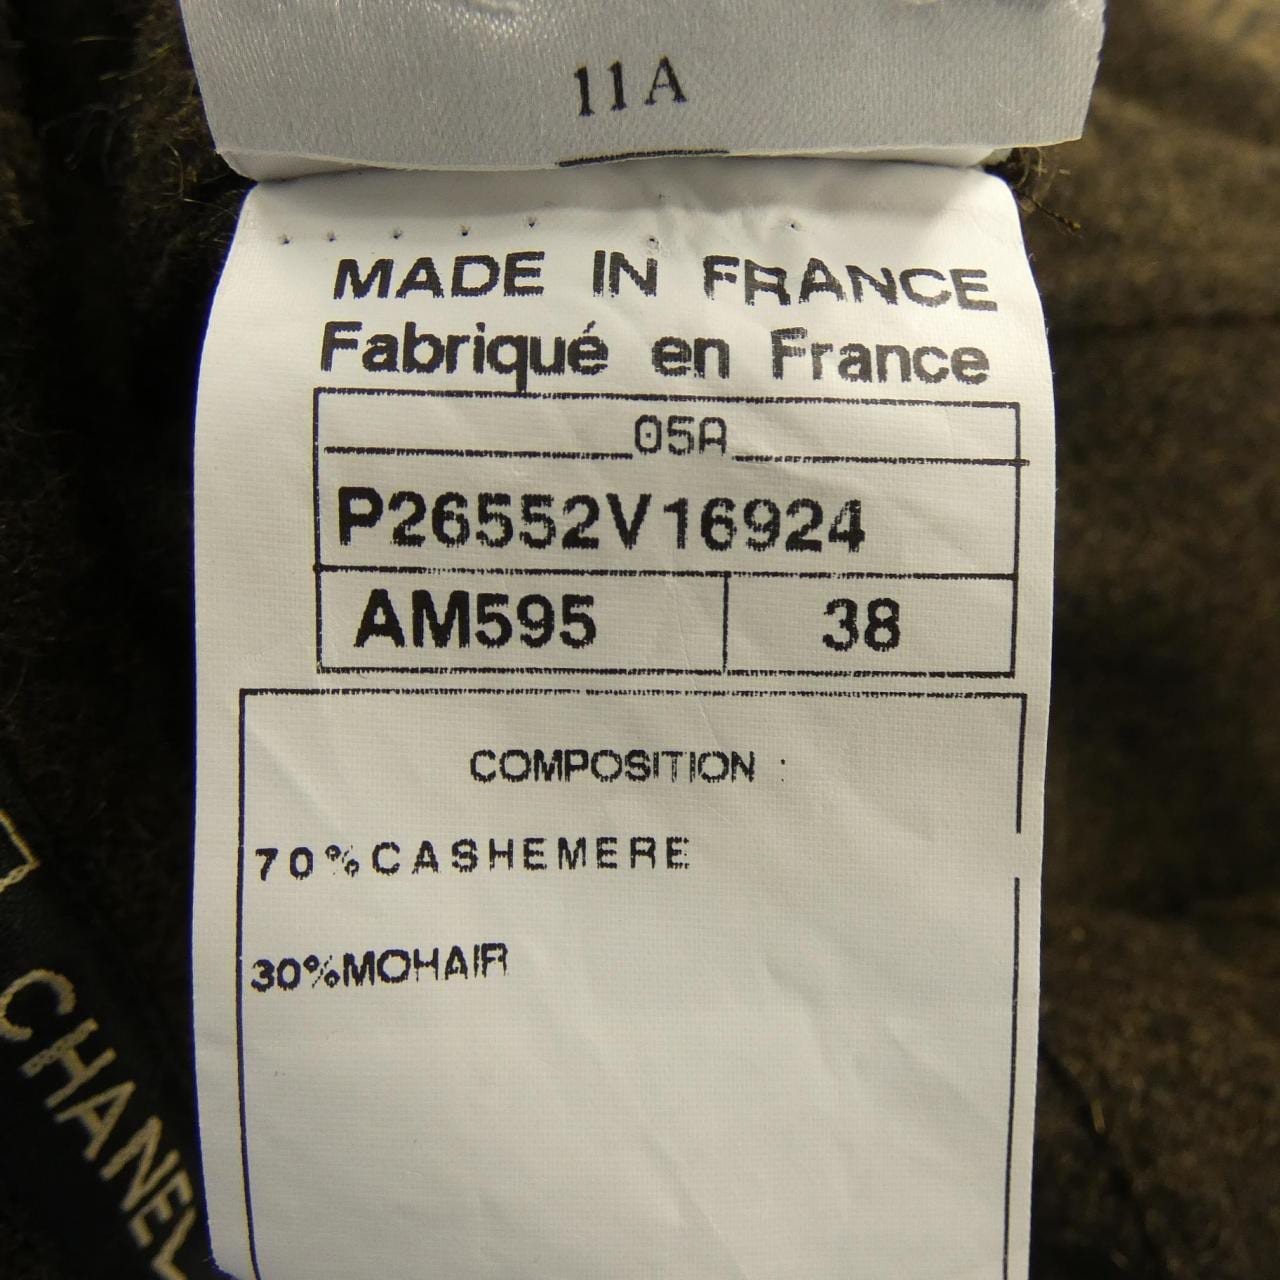 11A
MADE IN FRANCE
Fabriqué en France
05A
P26552V16924
AM595 38
COMPOSITION :
70%CASHEMERE
30%MOHAIR
CHANEL